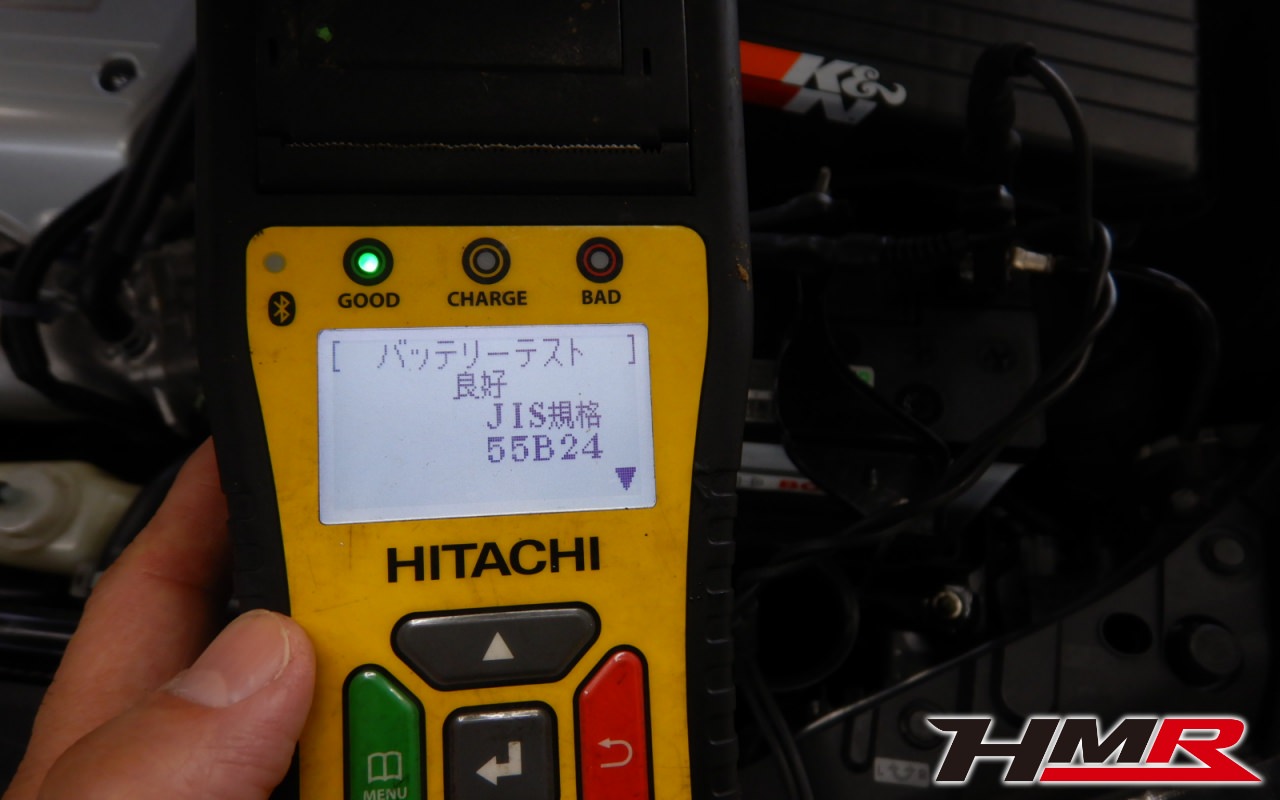 K&N
GOOD
CHARGE
BAD
[ バッテリーテスト ]
良好
JIS規格
55B24
HITACHI
MENU
HMR